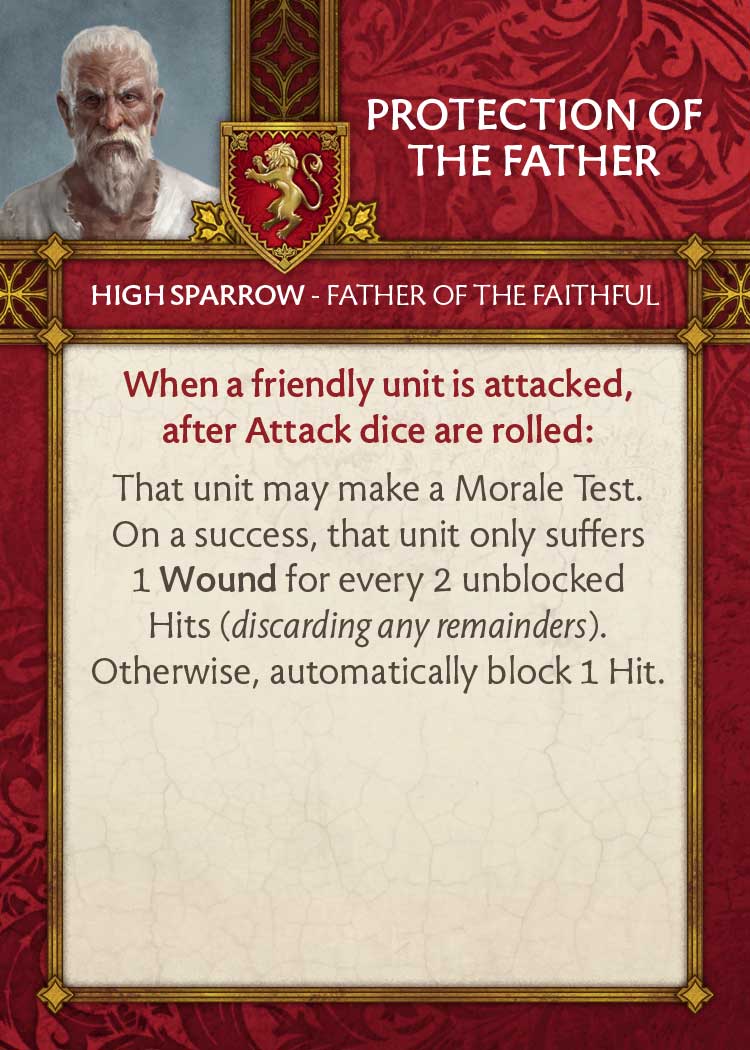 PROTECTION OF
THE FATHER
HIGH SPARROW - FATHER OF THE FAITHFUL
When a friendly unit is attacked,
after Attack dice are rolled:
That unit may make a Morale Test.
On a success, that unit only suffers
1 Wound for every 2 unblocked
Hits (discarding any remainders).
Otherwise, automatically block 1 Hit.